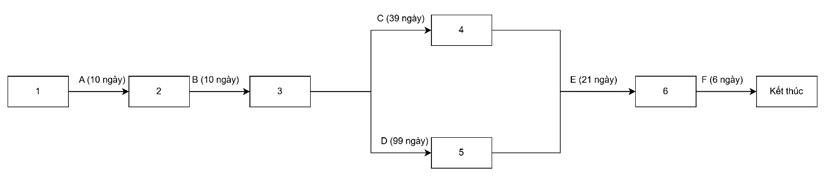 1
A (10 ngày)
2
B (10 ngày)
3
C (39 ngày)
4
D (99 ngày)
5
E (21 ngày)
6
F (6 ngày)
Kết thúc